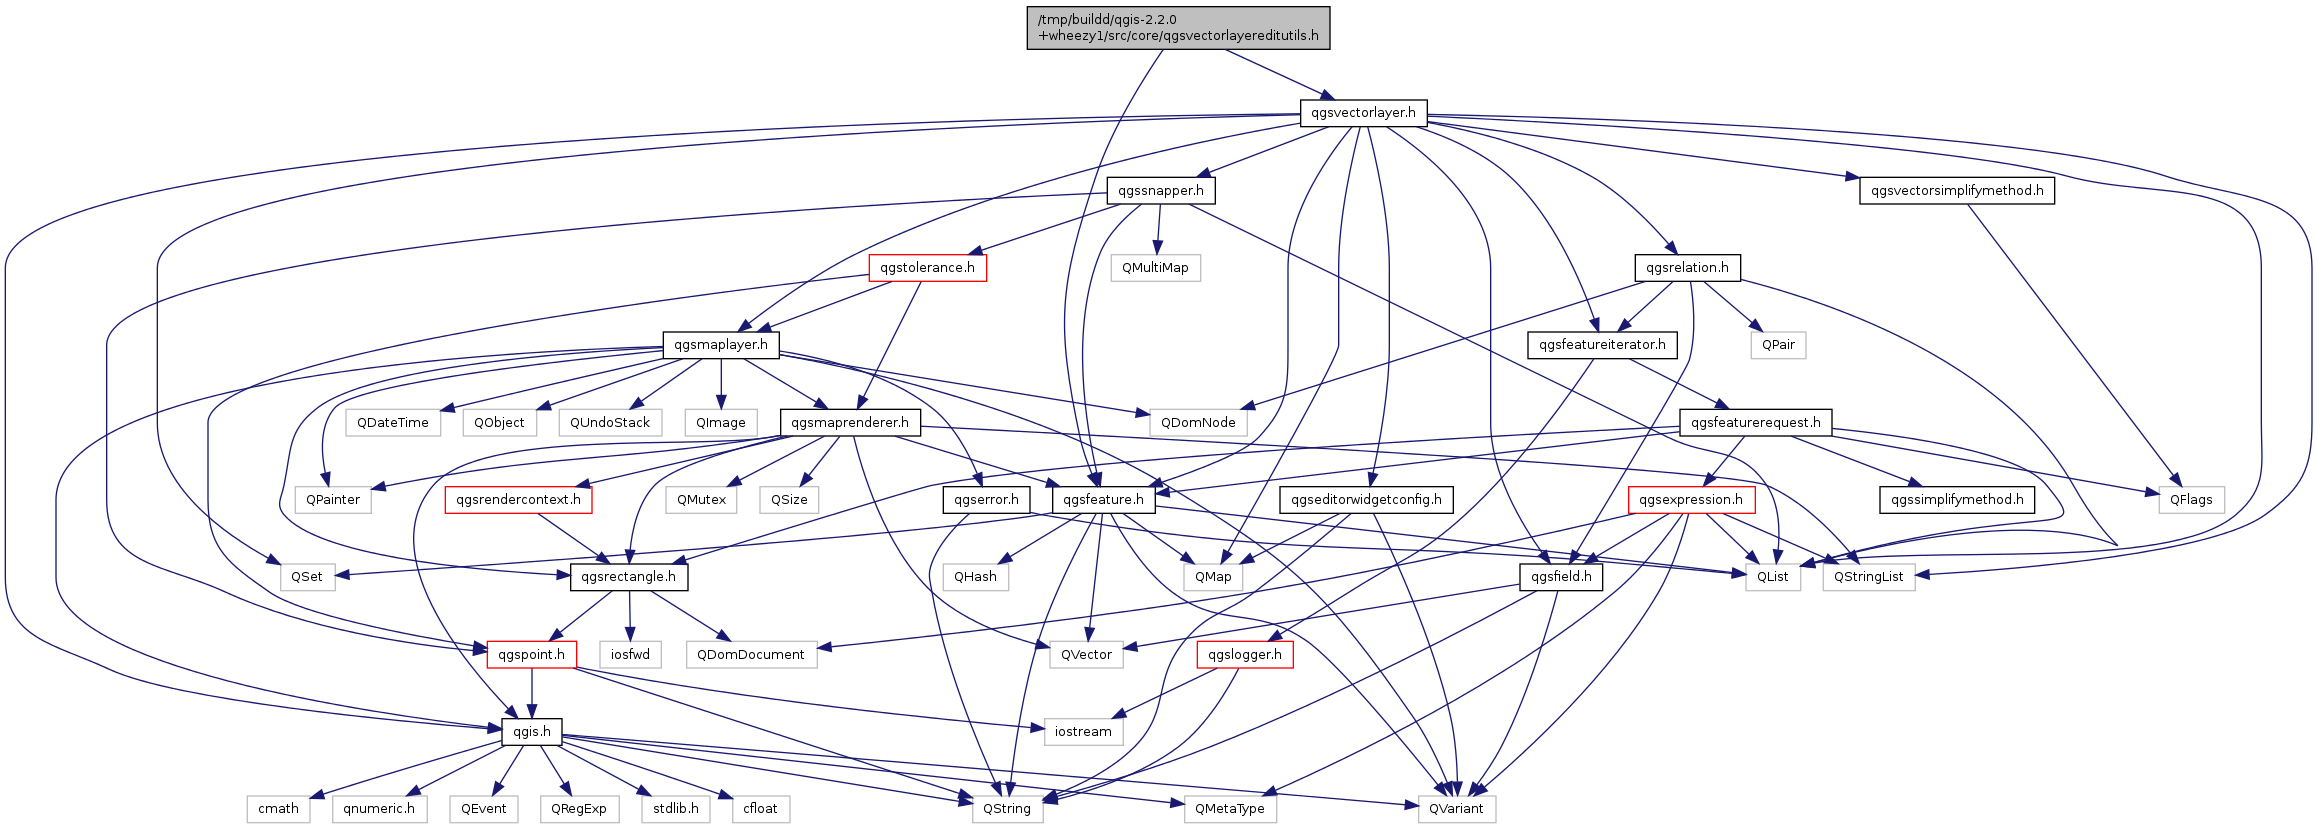 /tmp/buildd/qgis-2.2.0
+wheezy1/src/core/qgsvectorlayereditutils.h
qgsvectorlayer.h
qgssnapper.h
qgsvectorsimplifymethod.h
qgstolerance.h
QMultiMap
qgsrelation.h
qgsmaplayer.h
qgsfeatureiterator.h
QPair
QDateTime
QObject
QUndoStack
QImage
qgsmaprenderer.h
QDomNode
qgsfeaturerequest.h
QPainter
qgsrendercontext.h
QMutex
QSize
qgserror.h
qgsfeature.h
qgseditorwidgetconfig.h
qgsexpression.h
qgssimplifymethod.h
QFlags
QSet
qgsrectangle.h
QHash
QMap
qgsfield.h
QList
QStringList
qgspoint.h
iosfwd
QDomDocument
QVector
qgslogger.h
qgis.h
iostream
cmath
qnumeric.h
QEvent
QRegExp
stdlib.h
cfloat
QString
QMetaType
QVariant